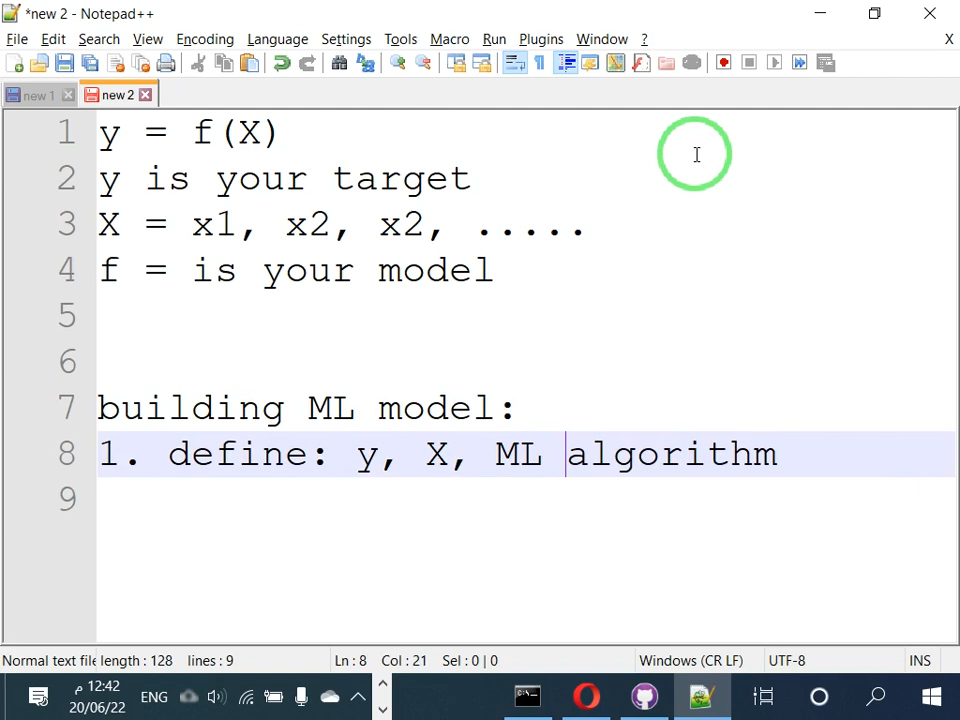 *new 2 - Notepad++
File Edit Search View Encoding Language Settings Tools Macro Run Plugins Window ? X
new 1 new 2
1 y = f(X)
2 y is your target
3 X = x1, x2, x2, .....
4 f = is your model
5
6
7 building ML model:
8 1. define: y, X, ML algorithm
9
Normal text file length : 128 lines : 9 Ln : 8 Col : 21 Sel : 0 | 0 Windows (CR LF) UTF-8 INS
12:42 م ENG
20/06/22